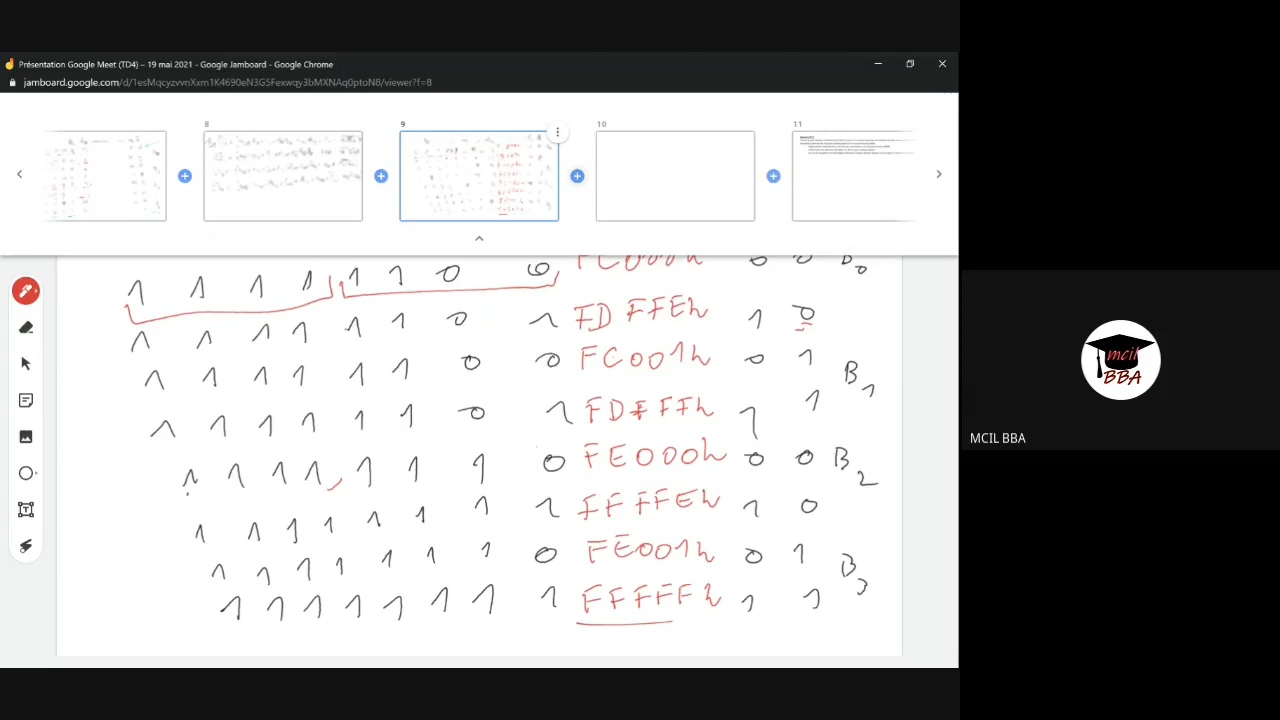 Présentation Google Meet (TD4) – 19 mai 2021 - Google Jamboard - Google Chrome
jamboard.google.com/d/1esMqcyzvvnXxm1K4690eN3G5Fexwqy3bMXNAq0ptoN8/viewer?f=8
8
9
10
11
1 1 1 1 1 1 0 0 FC000h 0 0 B0
1 1 1 1 1 1 0 1 FDFFEh 1 0
1 1 1 1 1 1 0 0 FC001h 0 1 B1
1 1 1 1 1 1 0 1 FDFFFh 1 1
1 1 1 1 1 1 1 0 FE000h 0 0 B2
1 1 1 1 1 1 1 1 FFFFEh 1 0
1 1 1 1 1 1 1 0 FE001h 0 1 B3
1 1 1 1 1 1 1 1 FFFFFh 1 1
mcil
BBA
MCIL BBA